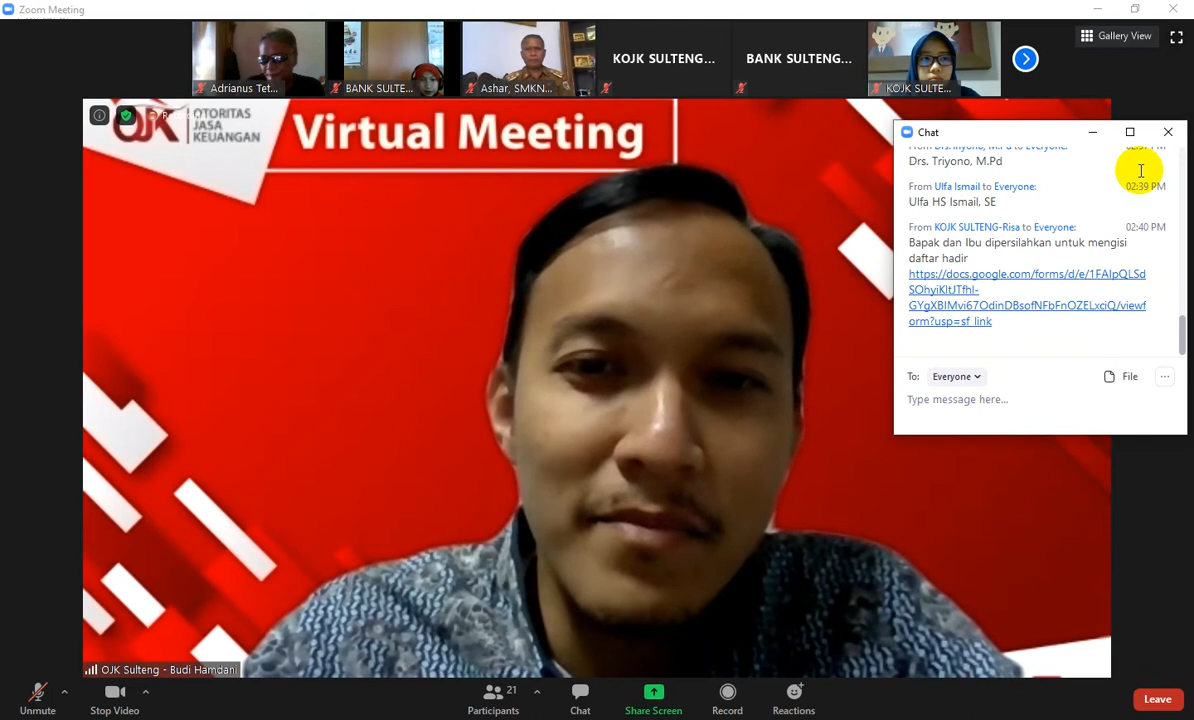 Zoom Meeting
Adrianus Tet...
BANK SULTE...
Ashar, SMKN...
KOJK SULTENG...
BANK SULTENG...
KOJK SULTE...
Gallery View
OJK
OTORITAS
JASA
KEUANGAN
Virtual Meeting
Chat
Drs. Triyono, M.Pd
From Ulfa Ismail to Everyone: 02:39 PM
Ulfa HS Ismail, SE
From KOJK SULTENG-Risa to Everyone: 02:40 PM
Bapak dan Ibu dipersilahkan untuk mengisi
daftar hadir
https://docs.google.com/forms/d/e/1FAIpQLSd
To: Everyone
File
Type message here...
orm?usp=sf_link
OJK Sulteng - Budi Hamdani
Unmute
Stop Video
Participants
21
Chat
Share Screen
Record
Reactions
Leave